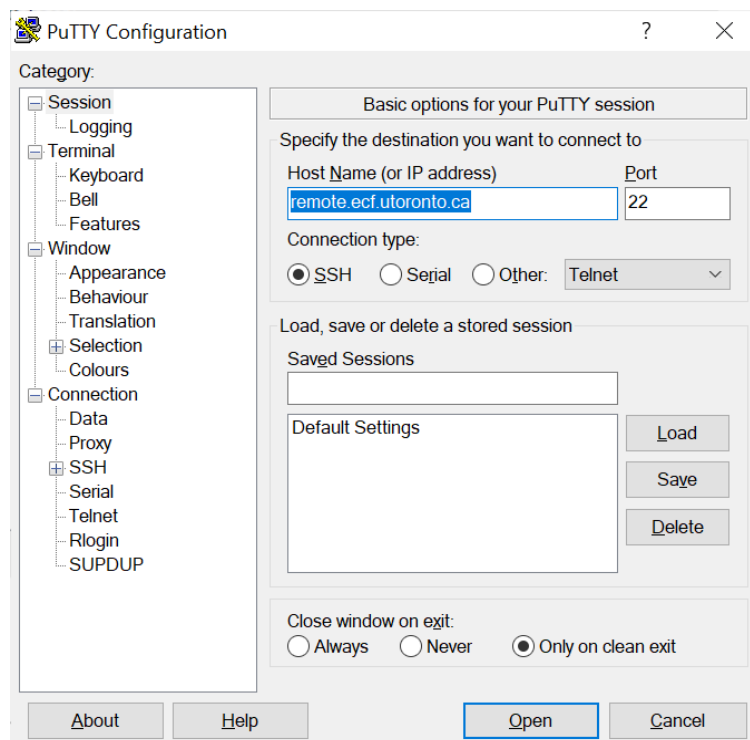 PuTTY Configuration
?
Category:
Session
Logging
Terminal
Keyboard
Bell
Features
Window
Appearance
Behaviour
Translation
Selection
Colours
Connection
Data
Proxy
SSH
Serial
Telnet
Rlogin
SUPDUP
Basic options for your PuTTY session
Specify the destination you want to connect to
Host Name (or IP address) Port
remote.ecf.utoronto.ca 22
Connection type:
SSH Serial Other: Telnet
Load, save or delete a stored session
Saved Sessions
Default Settings
Load
Save
Delete
Close window on exit:
Always Never Only on clean exit
About Help Open Cancel